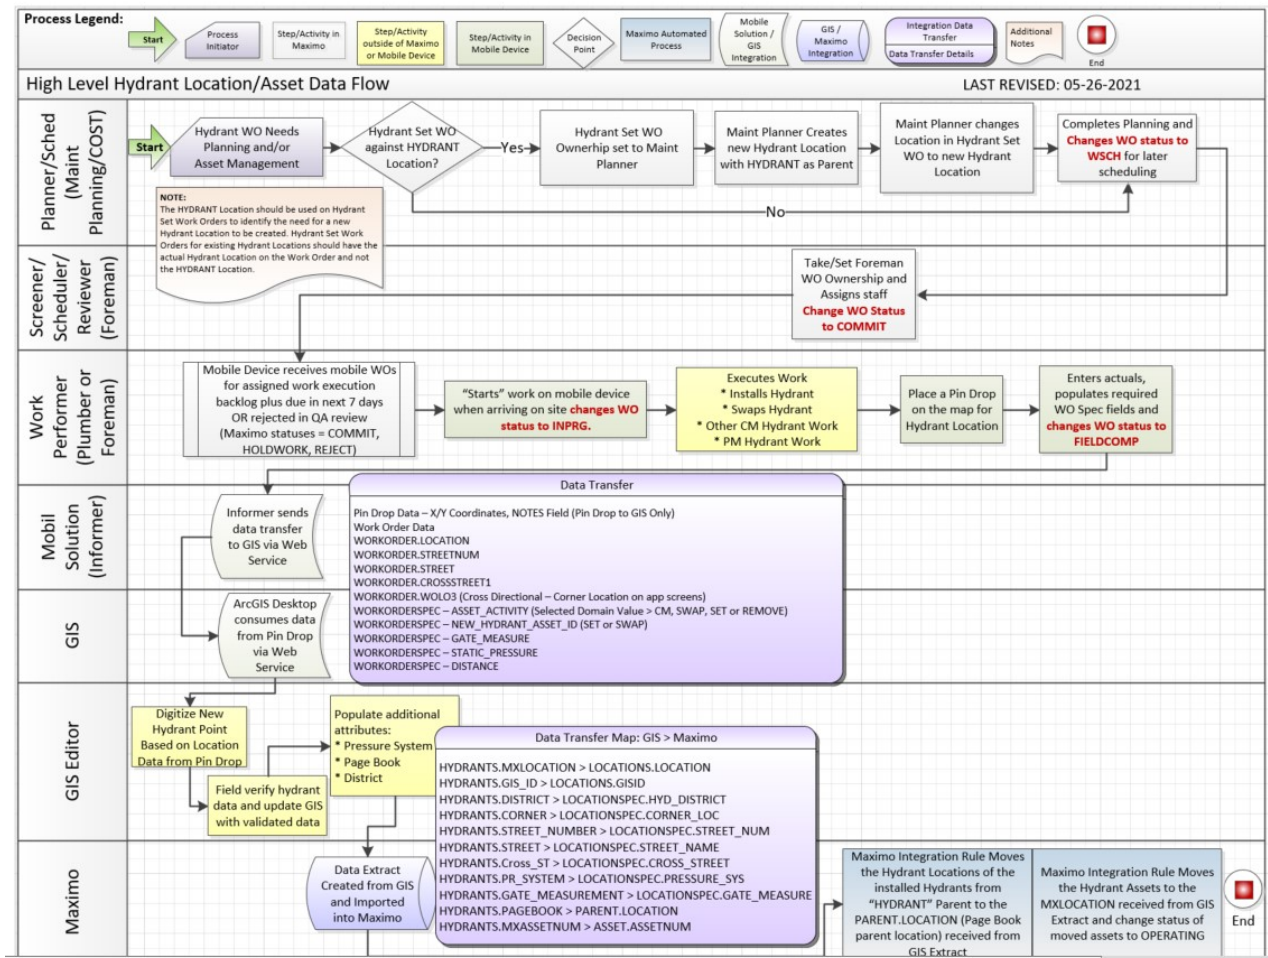 Process Legend:
Start
Process
Initiator
Step/Activity in
Maximo
Step/Activity
outside of Maximo
or Mobile Device
Step/Activity in
Mobile Device
Decision
Point
Maximo Automated
Process
Mobile
Solution /
GIS
Integration
GIS /
Maximo
Integration
Integration Data
Transfer
Data Transfer Details
Additional
Notes
End
High Level Hydrant Location/Asset Data Flow
LAST REVISED: 05-26-2021
Planner/Sched
(Maint
Planning/COST)
Start
Hydrant WO Needs
Planning and/or
Asset Management
Hydrant Set WO
against HYDRANT
Location?
Yes
Hydrant Set WO
Ownerhip set to Maint
Planner
Maint Planner Creates
new Hydrant Location
with HYDRANT as Parent
Maint Planner changes
Location in Hydrant Set
WO to new Hydrant
Location
Completes Planning and
Changes WO status to
WSCH for later
scheduling
No
NOTE:
The HYDRANT Location should be used on Hydrant
Set Work Orders to identify the need for a new
Hydrant Location to be created. Hydrant Set Work
Orders for existing Hydrant Locations should have the
actual Hydrant Location on the Work Order and not
the HYDRANT Location.
Screener/
Scheduler/
Reviewer
(Foreman)
Take/Set Foreman
WO Ownership and
Assigns staff
Change WO Status
to COMMIT
Work
Performer
(Plumber or
Foreman)
Mobile Device receives mobile WOs
for assigned work execution
backlog plus due in next 7 days
OR rejected in QA review
(Maximo statuses = COMMIT,
HOLDWORK, REJECT)
“Starts” work on mobile device
when arriving on site changes WO
status to INPRG.
Executes Work
* Installs Hydrant
* Swaps Hydrant
* Other CM Hydrant Work
* PM Hydrant Work
Place a Pin Drop
on the map for
Hydrant Location
Enters actuals,
populates required
WO Spec fields and
changes WO status to
FIELDCOMP
Mobil
Solution
(Informer)
Informer sends
data transfer
to GIS via Web
Service
Data Transfer
Pin Drop Data – X/Y Coordinates, NOTES Field (Pin Drop to GIS Only)
Work Order Data
WORKORDER.LOCATION
WORKORDER.STREETNUM
WORKORDER.STREET
WORKORDER.CROSSSTREET1
WORKORDER.WOLO3 (Cross Directional – Corner Location on app screens)
WORKORDERSPEC – ASSET_ACTIVITY (Selected Domain Value > CM, SWAP, SET or REMOVE)
WORKORDERSPEC – NEW_HYDRANT_ASSET_ID (SET or SWAP)
WORKORDERSPEC – GATE_MEASURE
WORKORDERSPEC – STATIC_PRESSURE
WORKORDERSPEC – DISTANCE
GIS
ArcGIS Desktop
consumes data
from Pin Drop
via Web
Service
GIS Editor
Digitize New
Hydrant Point
Based on Location
Data from Pin Drop
Field verify hydrant
data and update GIS
with validated data
Populate additional
attributes:
* Pressure System
* Page Book
* District
Data Transfer Map: GIS > Maximo
HYDRANTS.MXLOCATION > LOCATIONS.LOCATION
HYDRANTS.GIS_ID > LOCATIONS.GISID
HYDRANTS.DISTRICT > LOCATIONSPEC.HYD_DISTRICT
HYDRANTS.CORNER > LOCATIONSPEC.CORNER_LOC
HYDRANTS.STREET_NUMBER > LOCATIONSPEC.STREET_NUM
HYDRANTS.STREET > LOCATIONSPEC.STREET_NAME
HYDRANTS.Cross_ST > LOCATIONSPEC.CROSS_STREET
HYDRANTS.PR_SYSTEM > LOCATIONSPEC.PRESSURE_SYS
HYDRANTS.GATE_MEASUREMENT > LOCATIONSPEC.GATE_MEASURE
HYDRANTS.PAGEBOOK > PARENT.LOCATION
HYDRANTS.MXASSETNUM > ASSET.ASSETNUM
Maximo
Data Extract
Created from GIS
and Imported
into Maximo
Maximo Integration Rule Moves
the Hydrant Locations of the
installed Hydrants from
“HYDRANT” Parent to the
PARENT.LOCATION (Page Book
parent location) received from
GIS Extract
Maximo Integration Rule Moves
the Hydrant Assets to the
MXLOCATION received from GIS
Extract and change status of
moved assets to OPERATING
End